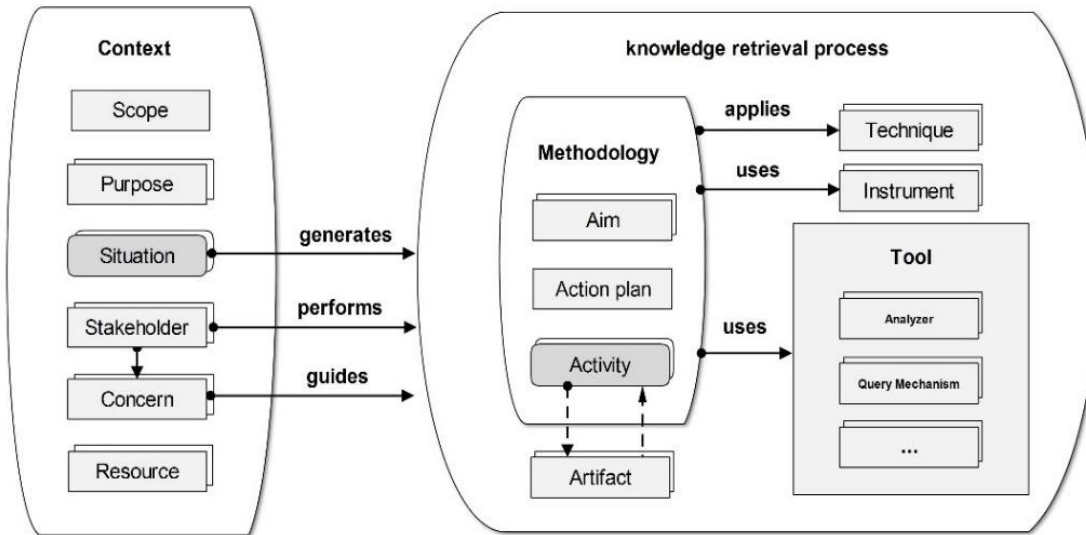 Context
Scope
Purpose
Situation
Stakeholder
Concern
Resource
generates
performs
guides
knowledge retrieval process
Methodology
Aim
Action plan
Activity
Artifact
applies
uses
uses
Technique
Instrument
Tool
Analyzer
Query Mechanism
...